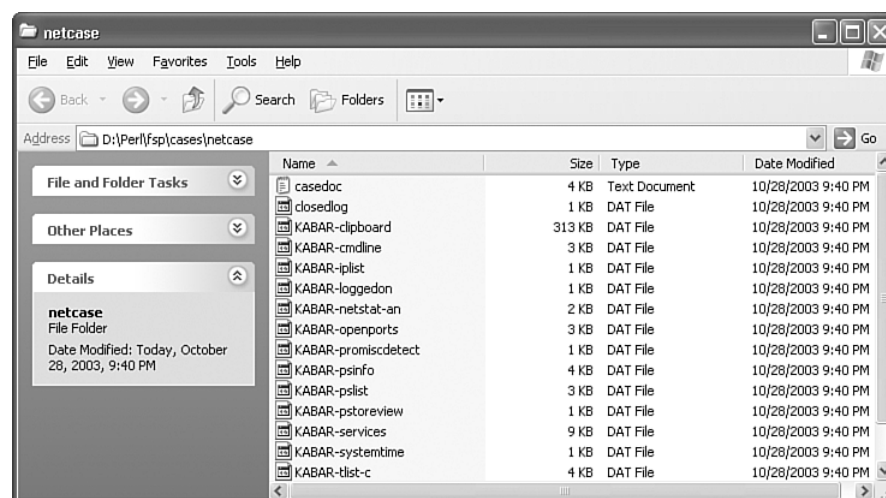 netcase
File Edit View Favorites Tools Help
Back Search Folders
Address D:\Perl\fsp\cases\netcase Go
File and Folder Tasks
Other Places
Details
netcase
File Folder
Date Modified: Today, October
28, 2003, 9:40 PM
Name Size Type Date Modified
casedoc 4 KB Text Document 10/28/2003 9:40 PM
closedlog 1 KB DAT File 10/28/2003 9:40 PM
KABAR-clipboard 313 KB DAT File 10/28/2003 9:40 PM
KABAR-cmdline 3 KB DAT File 10/28/2003 9:40 PM
KABAR-iplist 1 KB DAT File 10/28/2003 9:40 PM
KABAR-loggedon 1 KB DAT File 10/28/2003 9:40 PM
KABAR-netstat-an 2 KB DAT File 10/28/2003 9:40 PM
KABAR-openports 3 KB DAT File 10/28/2003 9:40 PM
KABAR-promiscdetect 1 KB DAT File 10/28/2003 9:40 PM
KABAR-psinfo 4 KB DAT File 10/28/2003 9:40 PM
KABAR-pslist 3 KB DAT File 10/28/2003 9:40 PM
KABAR-pstoreview 1 KB DAT File 10/28/2003 9:40 PM
KABAR-services 9 KB DAT File 10/28/2003 9:40 PM
KABAR-systemtime 1 KB DAT File 10/28/2003 9:40 PM
KABAR-tlist-c 4 KB DAT File 10/28/2003 9:40 PM